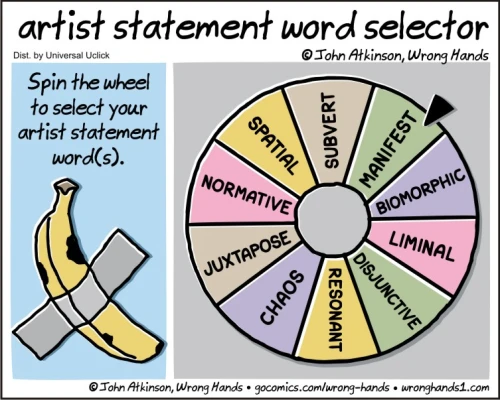 artist statement word selector
Dist. by Universal Uclick
© John Atkinson, Wrong Hands
Spin the wheel
to select your
artist statement
word(s).
SUBVERT
MANIFEST
BIOMORPHIC
LIMINAL
DISJUNCTIVE
RESONANT
CHAOS
JUXTAPOSE
NORMATIVE
SPATIAL
© John Atkinson, Wrong Hands • gocomics.com/wrong-hands • wronghands1.com